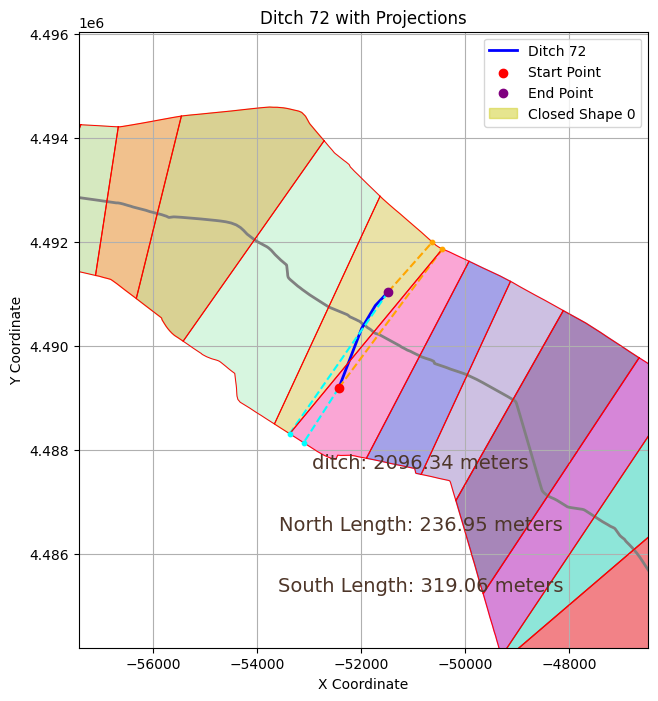 Ditch 72 with Projections
1e6
Ditch 72
Start Point
End Point
Closed Shape 0
4.496
4.494
4.492
4.490
4.488
4.486
Y Coordinate
ditch: 2096.34 meters
North Length: 236.95 meters
South Length: 319.06 meters
−56000 −54000 −52000 −50000 −48000
X Coordinate